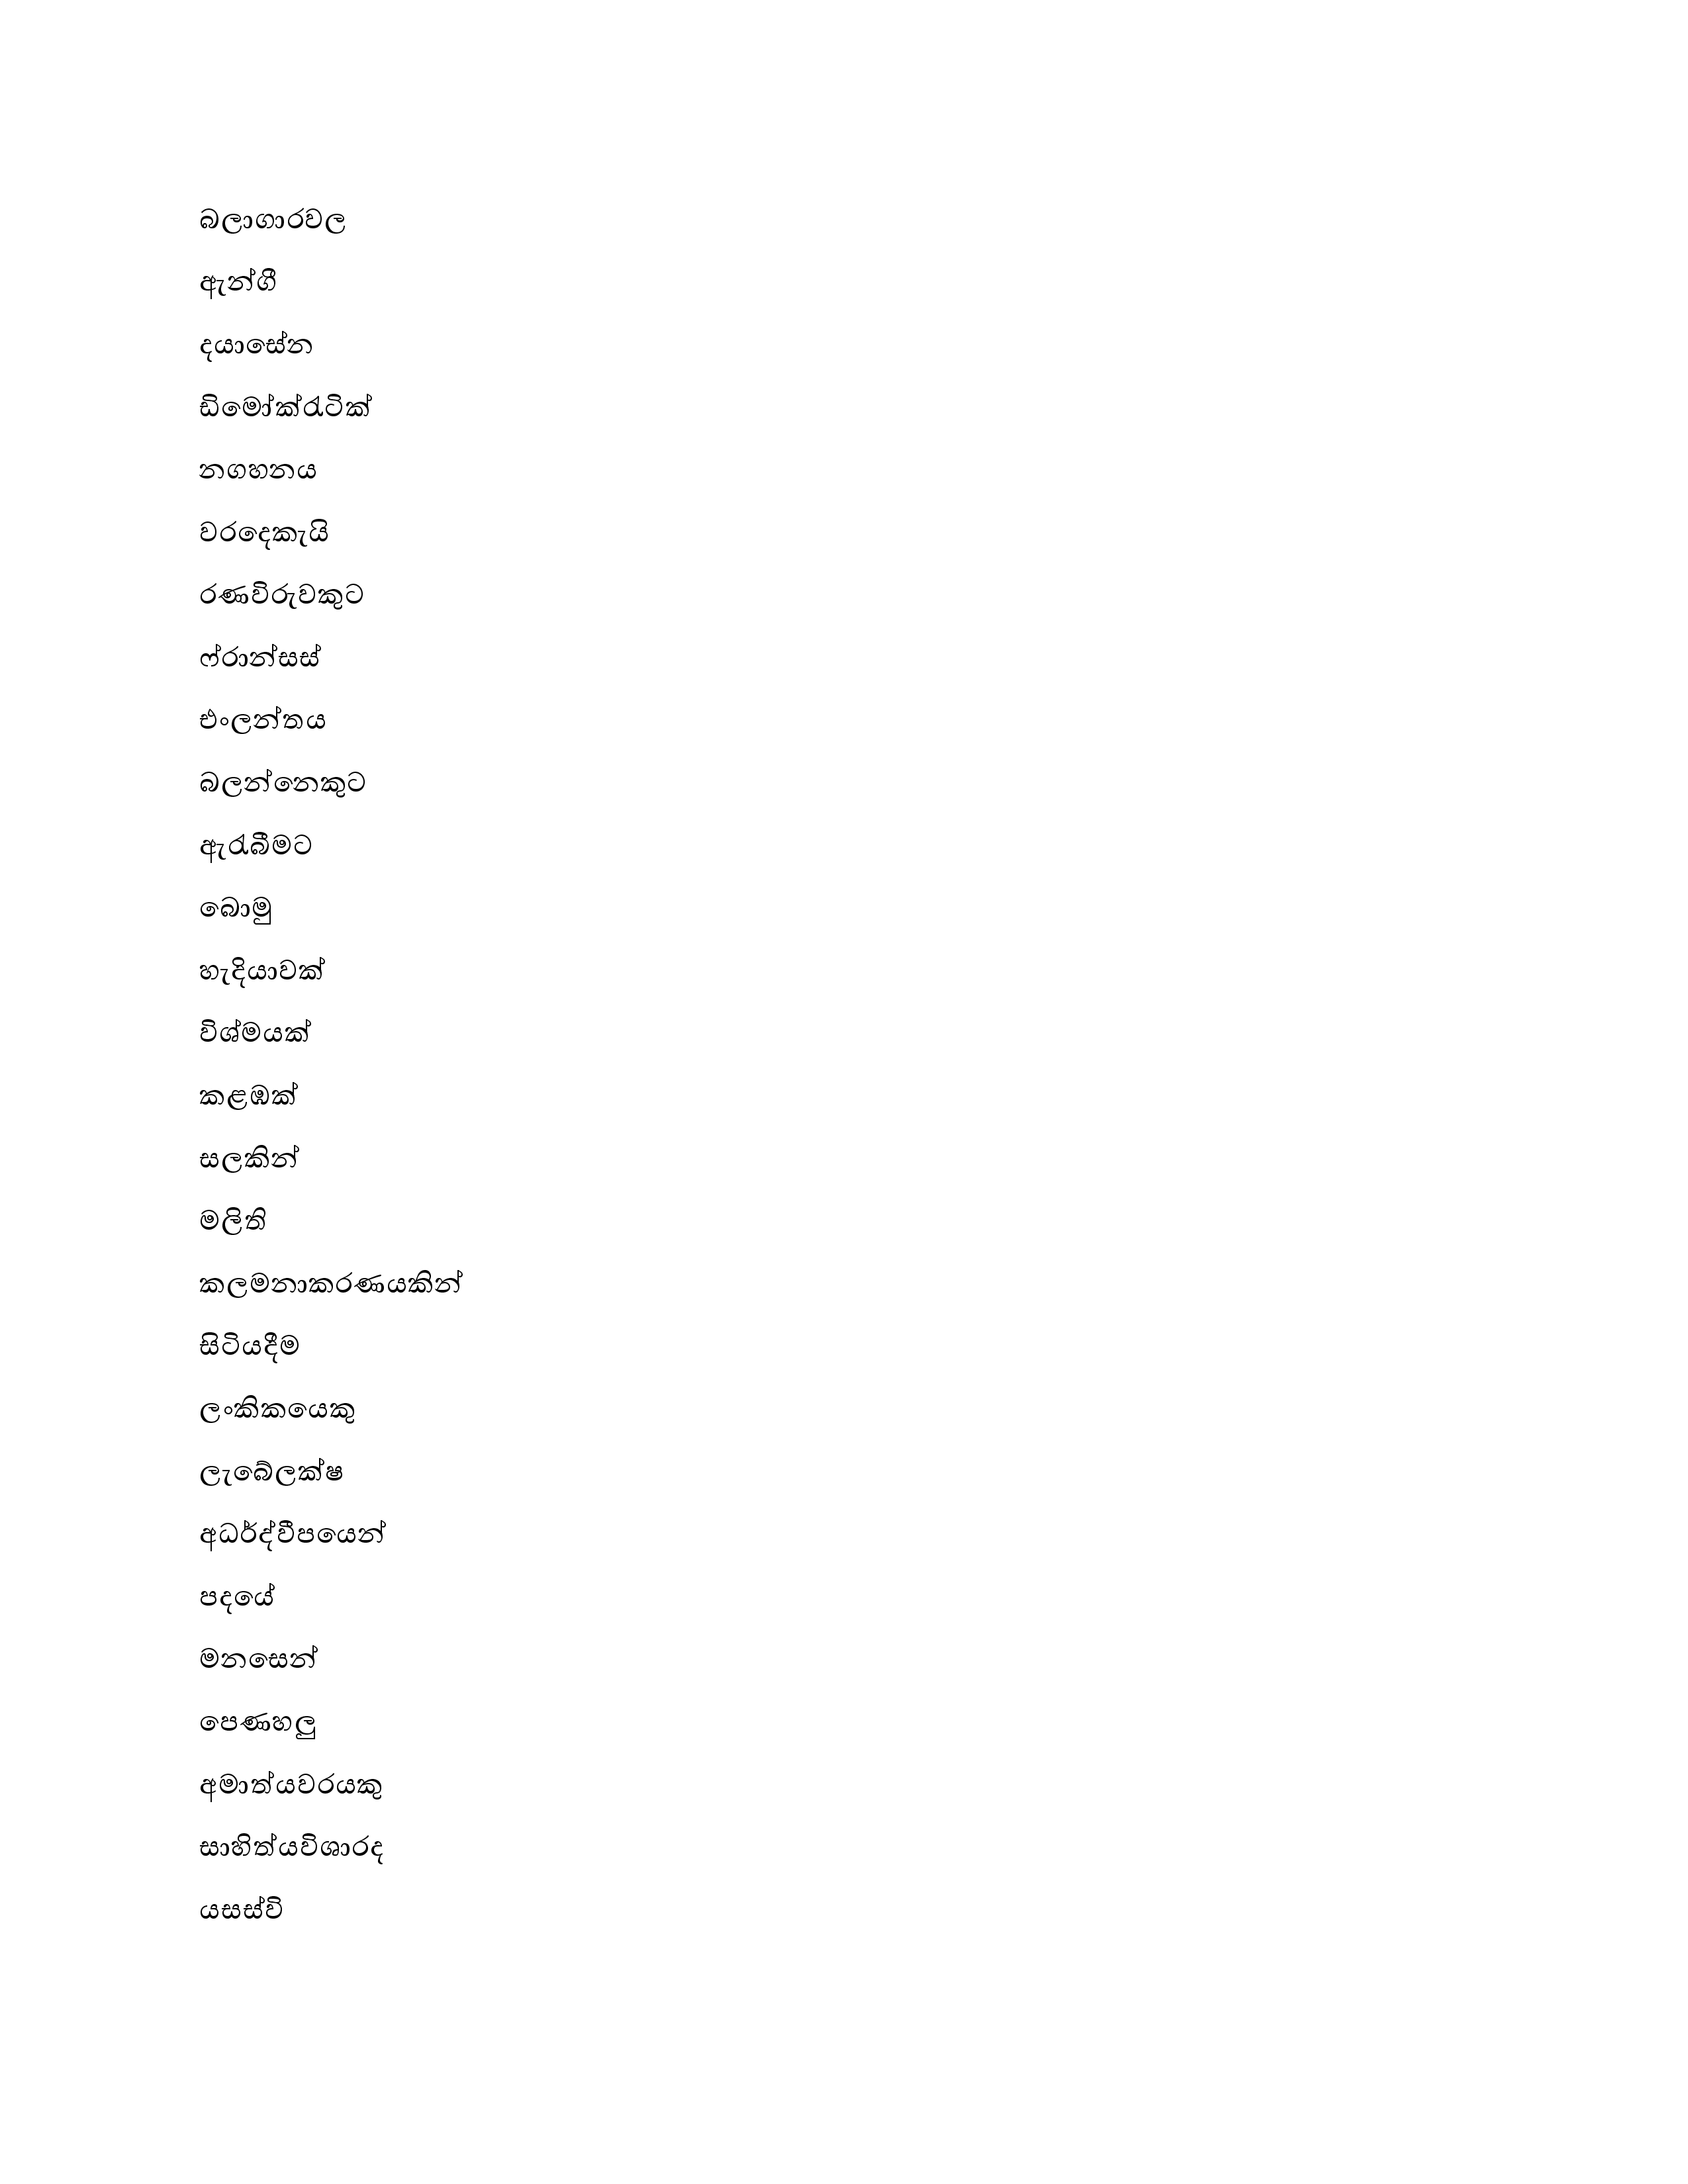 බලාගාරවල
ඇන්ගී
දයාසේන
ඩිමෝක්රැටික්
නගහනය
වරදෙකැයි
රණවිරුවකුට
ෆ්රාන්සස්
එංලන්තය
බලන්නෙකුට
ඇරැබීමට
බොමු
හැදියාවක්
විශ්මයක්
කළඹක්
සලකින්
මලිති
කලමනාකරණයකින්
සිටියදීම
ලංකිකයෙකු
ලැබේලක්ෂ
අධර්ද්වීපයෙන්
පදයේ
මනසෙන්
පෙණහලු
අමාත්යවරයකු
සාහිත්යවිශාරද
යසස්වි